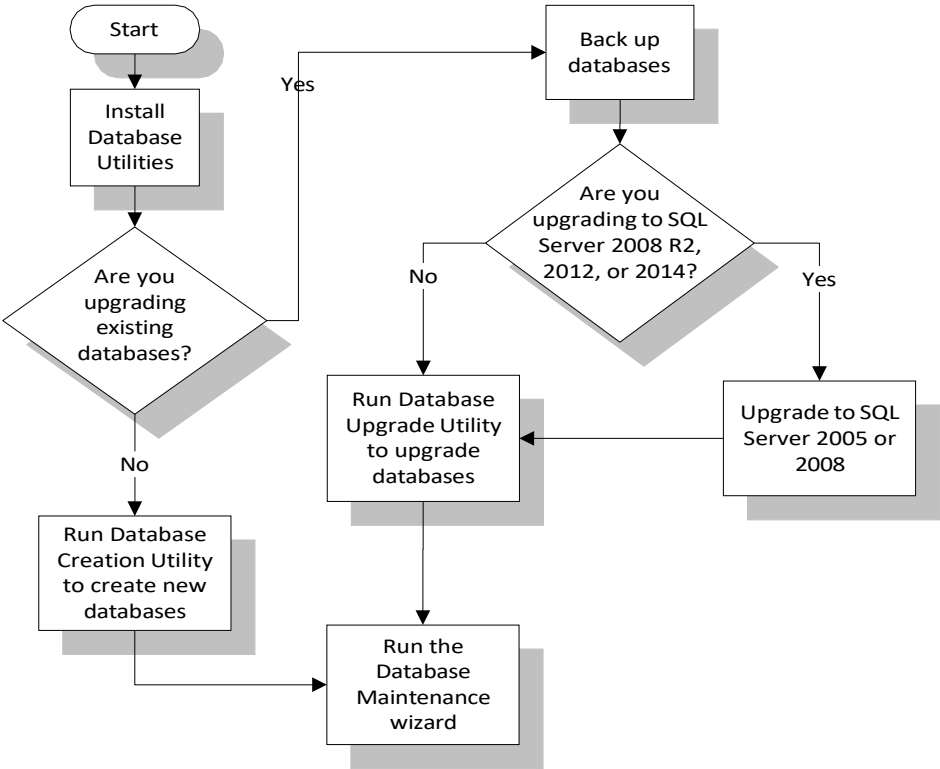 Start
Install
Database
Utilities
Are you
upgrading
existing
databases?
Yes
No
Run Database
Creation Utility
to create new
databases
Back up
databases
Are you
upgrading to SQL
Server 2008 R2,
2012, or 2014?
No
Yes
Run Database
Upgrade Utility
to upgrade
databases
Upgrade to SQL
Server 2005 or
2008
Run the
Database
Maintenance
wizard